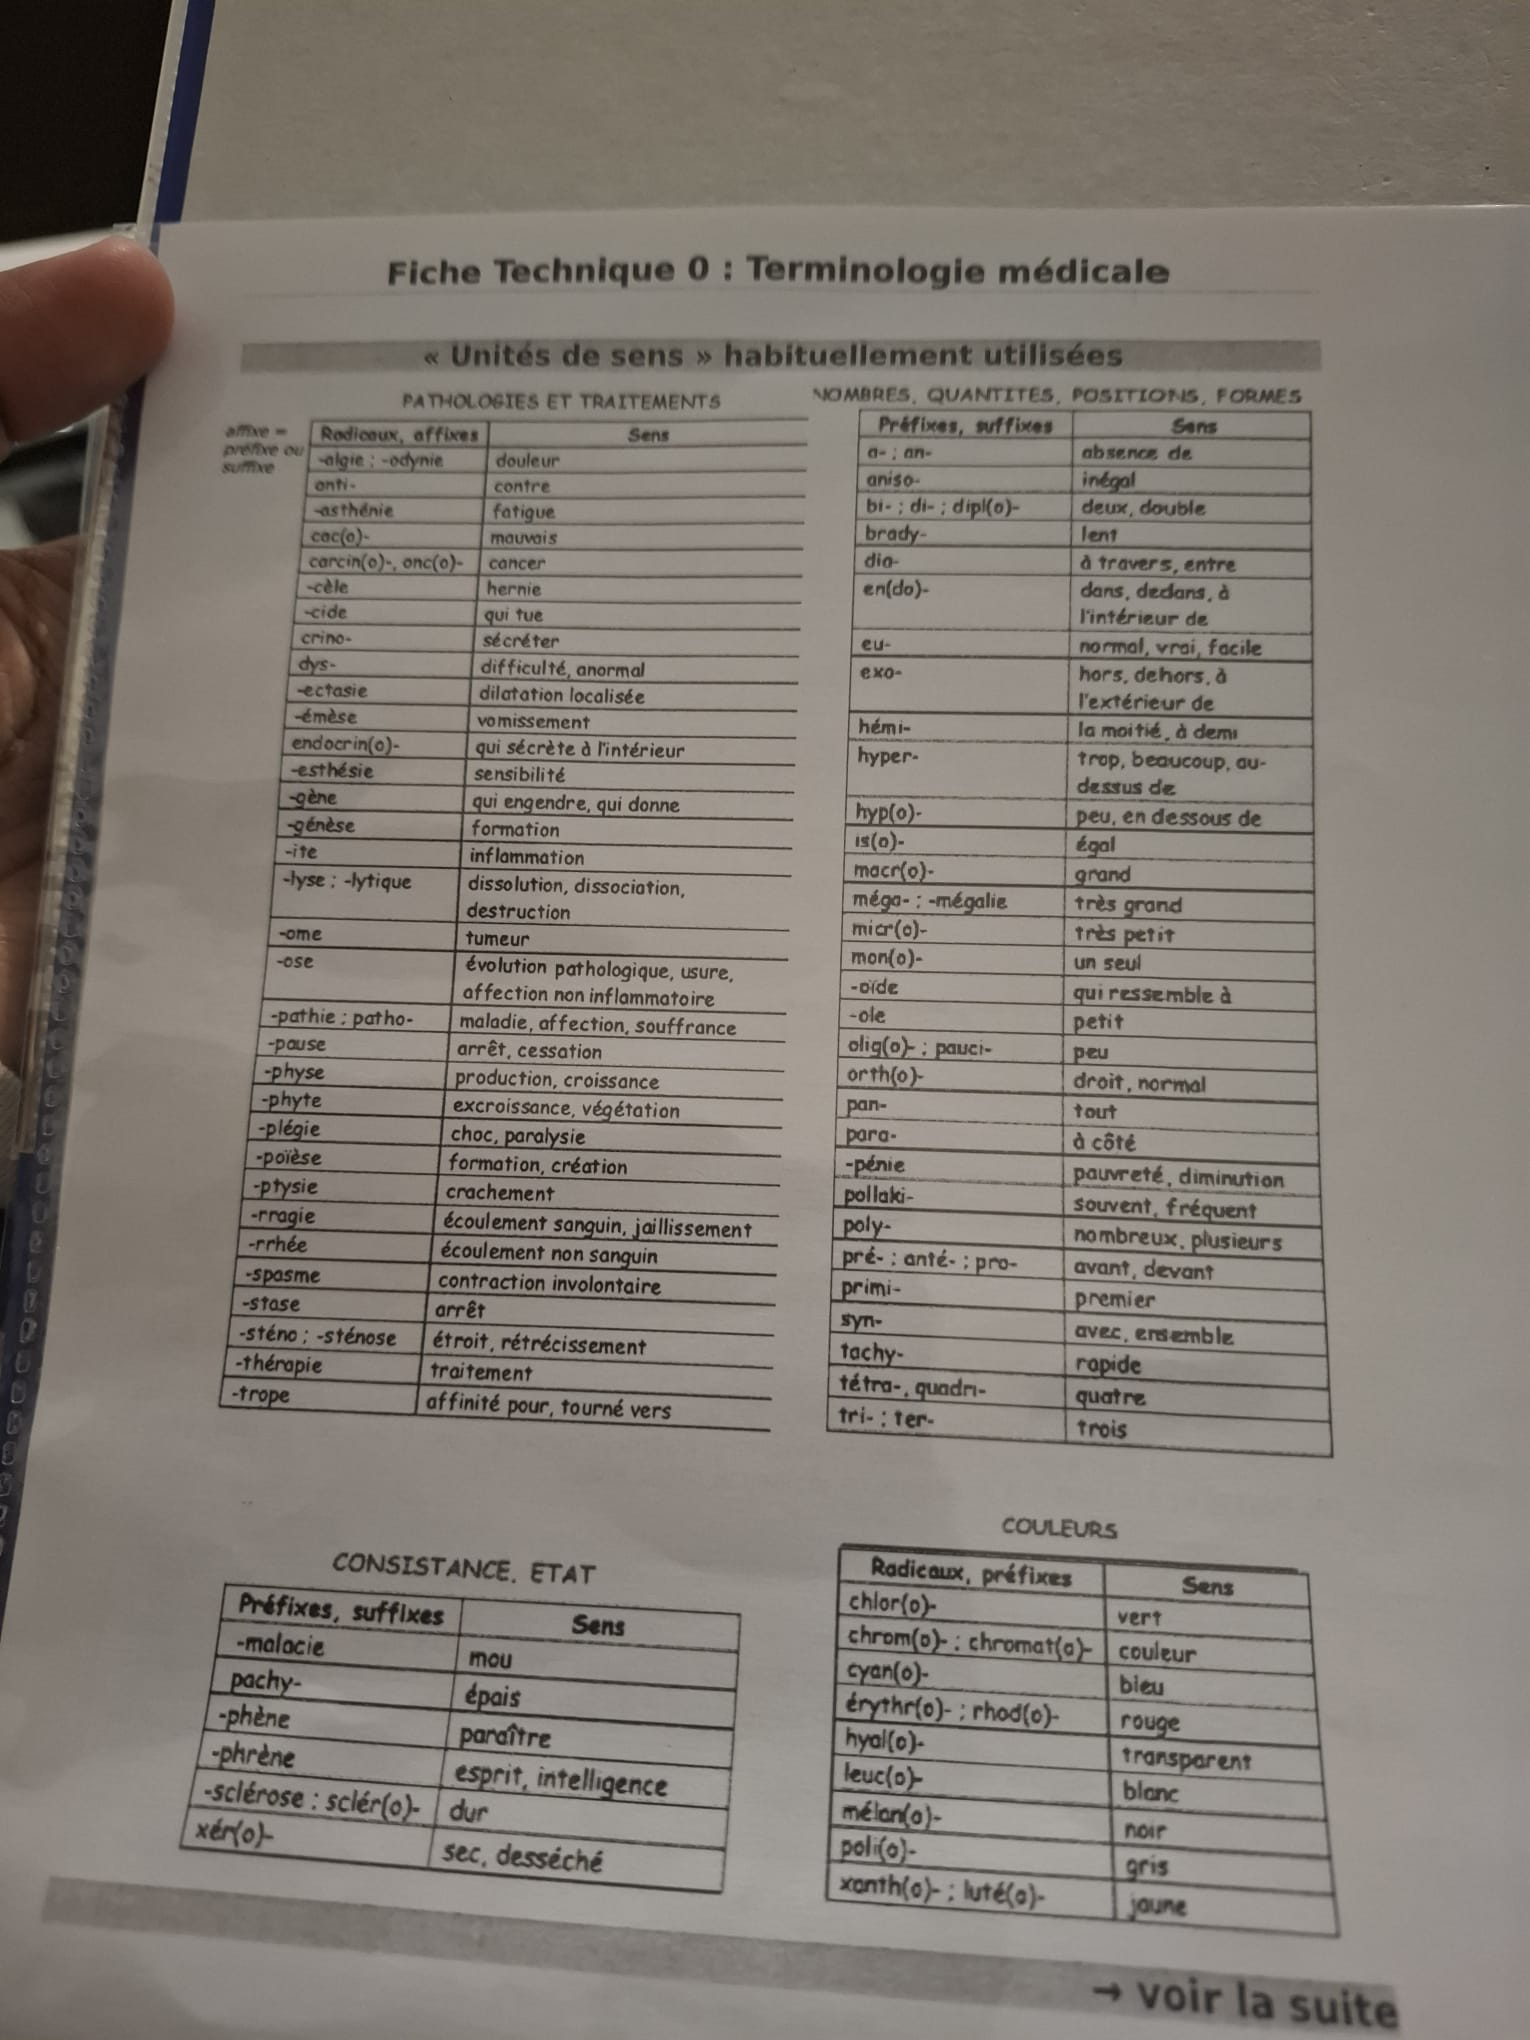 Fiche Technique 0 : Terminologie médicale
« Unités de sens » habituellement utilisées
PATHOLOGIES ET TRAITEMENTS
affixe =
préfixe ou
suffixe
Radicaux, affixes Sens
-algie ; -odynie douleur
anti- contre
-asthénie fatigue
cac(o)- mauvais
carcin(o)-, onc(o)- cancer
-cèle hernie
-cide qui tue
crino- sécréter
dys- difficulté, anormal
-ectasie dilatation localisée
-émèse vomissement
endocrin(o)- qui sécrète à l'intérieur
-esthésie sensibilité
-gène qui engendre, qui donne
-génèse formation
-ite inflammation
-lyse ; -lytique dissolution, dissociation,
destruction
-ome tumeur
-ose évolution pathologique, usure,
affection non inflammatoire
-pathie ; patho- maladie, affection, souffrance
-pause arrêt, cessation
-physe production, croissance
-phyte excroissance, végétation
-plégie choc, paralysie
-poïèse formation, création
-ptysie crachement
-rragie écoulement sanguin, jaillissement
-rrhée écoulement non sanguin
-spasme contraction involontaire
-stase arrêt
-sténo ; -sténose étroit, rétrécissement
-thérapie traitement
-trope affinité pour, tourné vers
NOMBRES, QUANTITES, POSITIONS, FORMES
Préfixes, suffixes Sens
a- ; an- absence de
aniso- inégal
bi- ; di- ; dipl(o)- deux, double
brady- lent
dia- à travers, entre
en(do)- dans, dedans, à
l'intérieur de
eu- normal, vrai, facile
exo- hors, dehors, à
l'extérieur de
hémi- la moitié, à demi
hyper- trop, beaucoup, au-
dessus de
hyp(o)- peu, en dessous de
is(o)- égal
macr(o)- grand
méga- ; -mégalie très grand
micr(o)- très petit
mon(o)- un seul
-oïde qui ressemble à
-ole petit
olig(o)- ; pauci- peu
orth(o)- droit, normal
pan- tout
para- à côté
-pénie pauvreté, diminution
pollaki- souvent, fréquent
poly- nombreux, plusieurs
pré- ; anté- ; pro- avant, devant
primi- premier
syn- avec, ensemble
tachy- rapide
tétra-, quadri- quatre
tri- ; ter- trois
CONSISTANCE, ETAT
Préfixes, suffixes Sens
-malacie mou
pachy- épais
-phène paraître
-phrène esprit, intelligence
-sclérose ; sclér(o)- dur
xér(o)- sec, desséché
COULEURS
Radicaux, préfixes Sens
chlor(o)- vert
chrom(o)- ; chromat(o)- couleur
cyan(o)- bleu
érythr(o)- ; rhod(o)- rouge
hyal(o)- transparent
leuc(o)- blanc
mélan(o)- noir
poli(o)- gris
xanth(o)- ; luté(o)- jaune
→ voir la suite